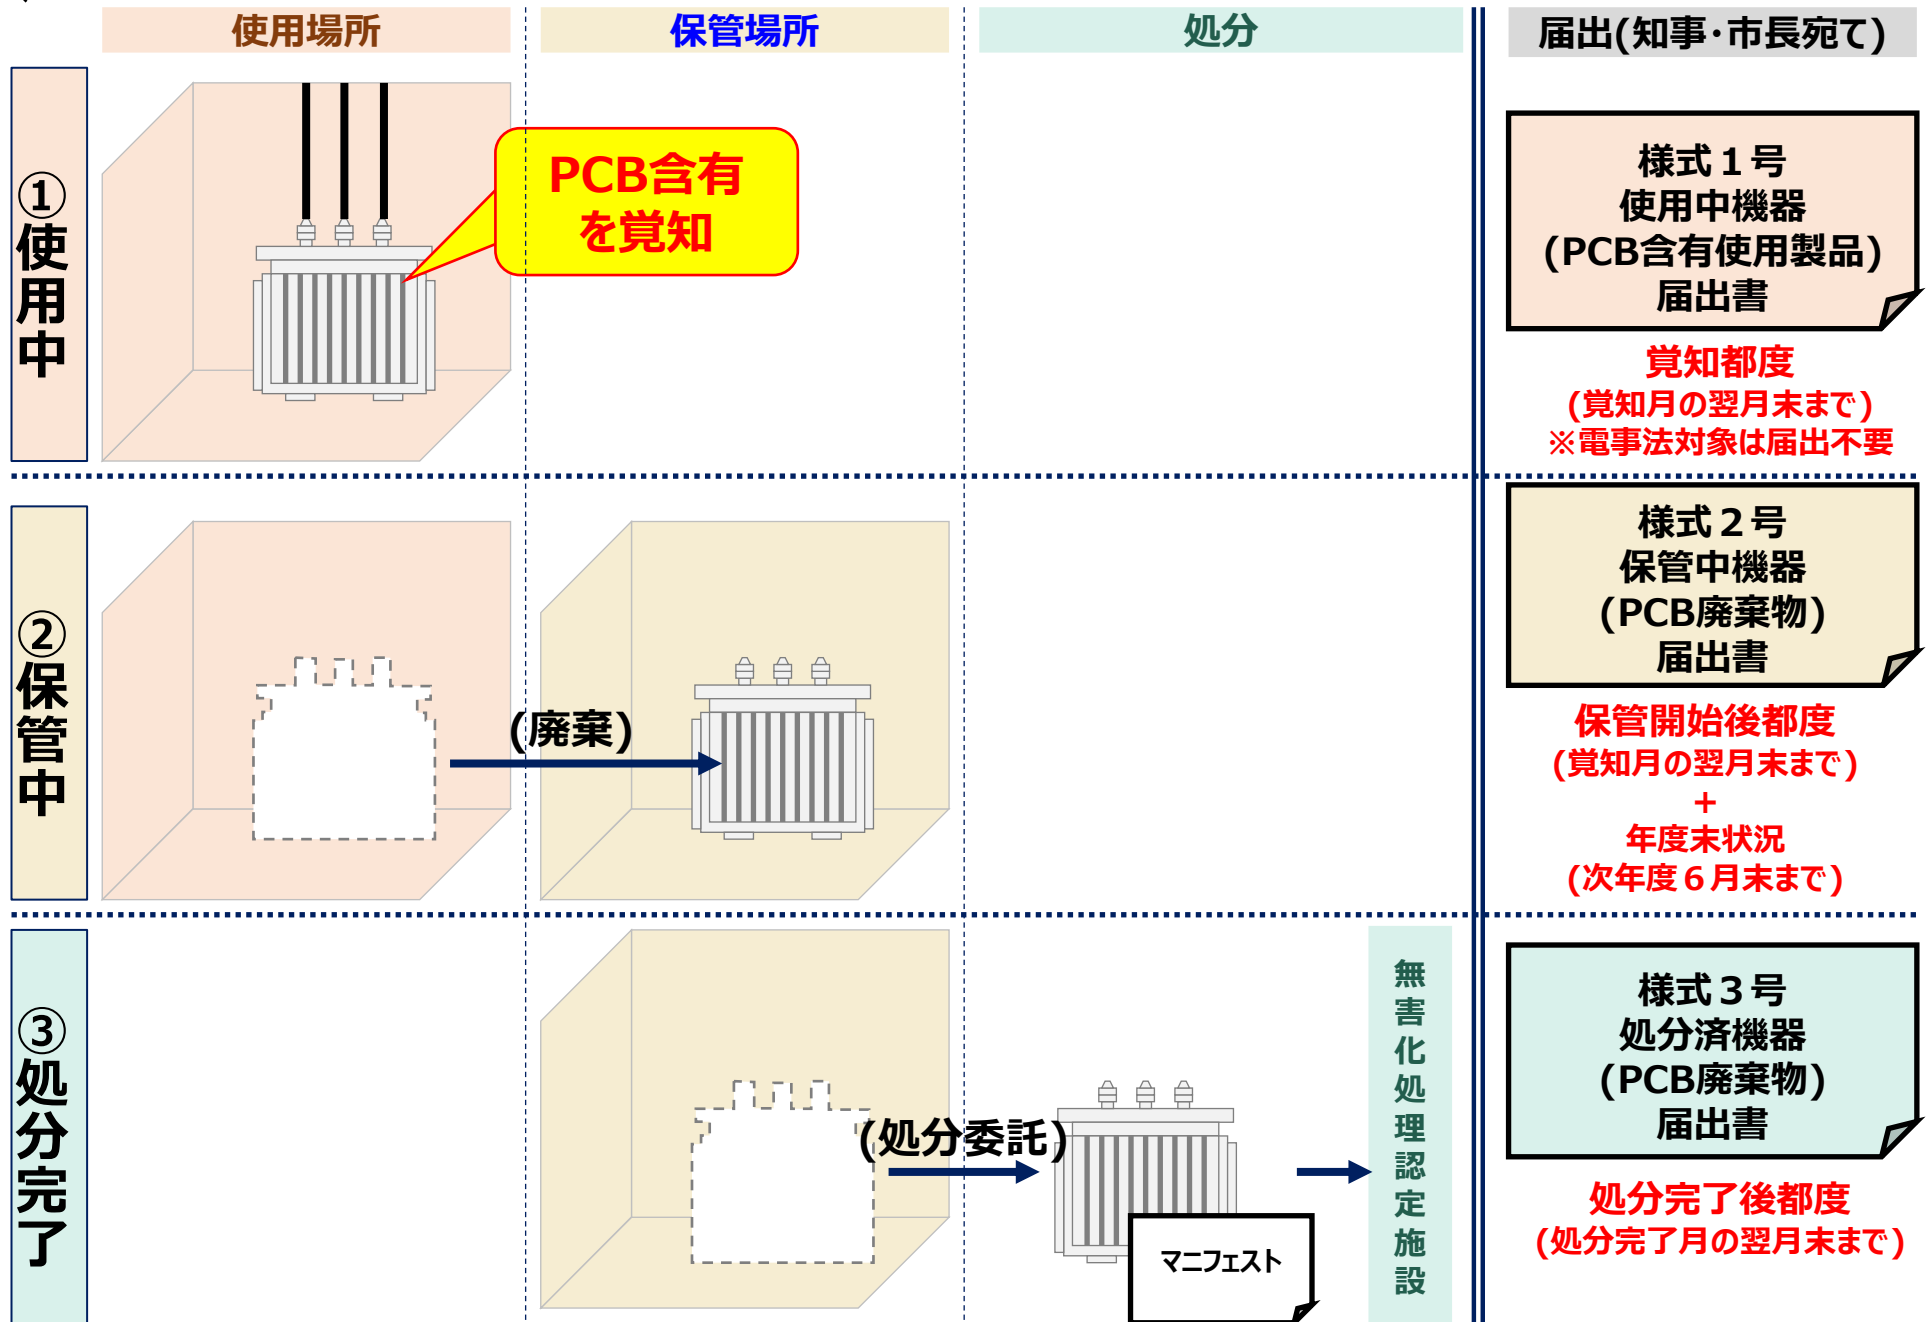 使用場所
保管場所
処分
届出(知事・市長宛て)
①使用中
PCB含有
を覚知
様式１号
使用中機器
(PCB含有使用製品)
届出書
覚知都度
(覚知月の翌月末まで)
※電事法対象は届出不要
②保管中
(廃棄)
様式２号
保管中機器
(PCB廃棄物)
届出書
保管開始後都度
(覚知月の翌月末まで)
+
年度末状況
(次年度６月末まで)
③処分完了
(処分委託)
マニフェスト
無害化処理認定施設
様式３号
処分済機器
(PCB廃棄物)
届出書
処分完了後都度
(処分完了月の翌月末まで)